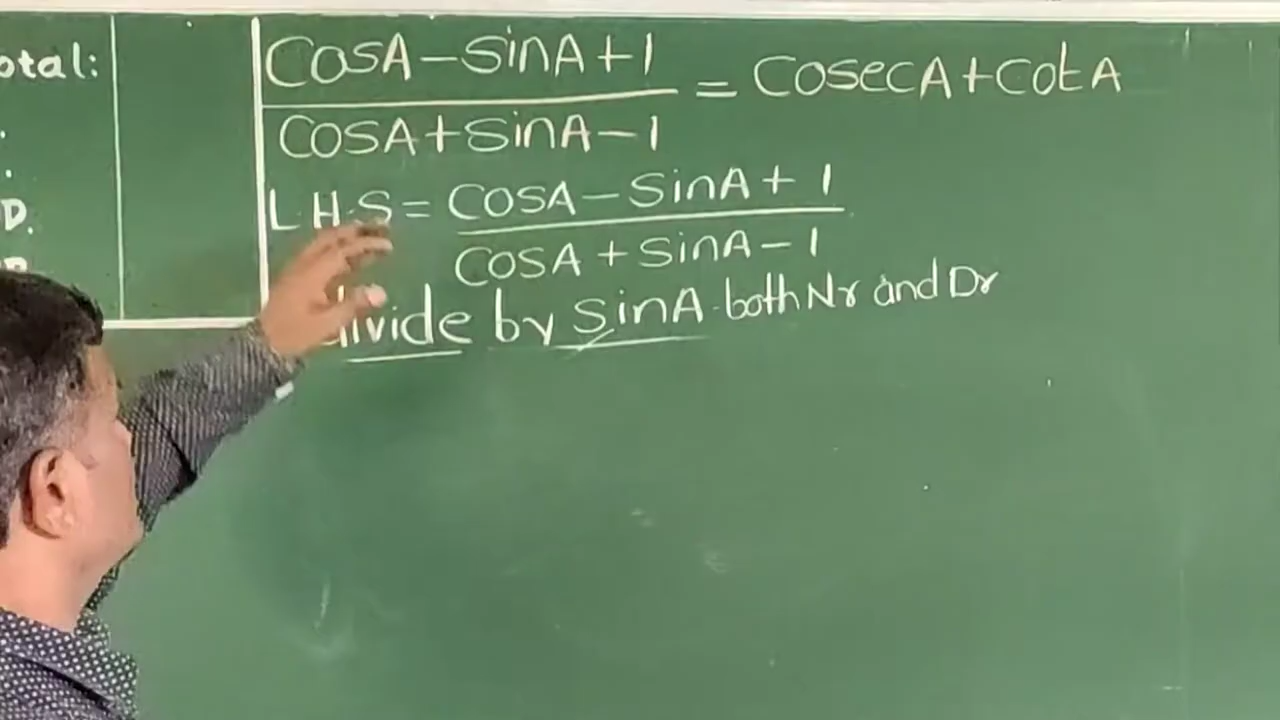 otal:
D.
CosA-SinA+1
= CosecA+CotA
CosA+SinA-1
L.H.S= CosA-SinA+1
CosA+SinA-1
divide by SinA both Nr and Dr